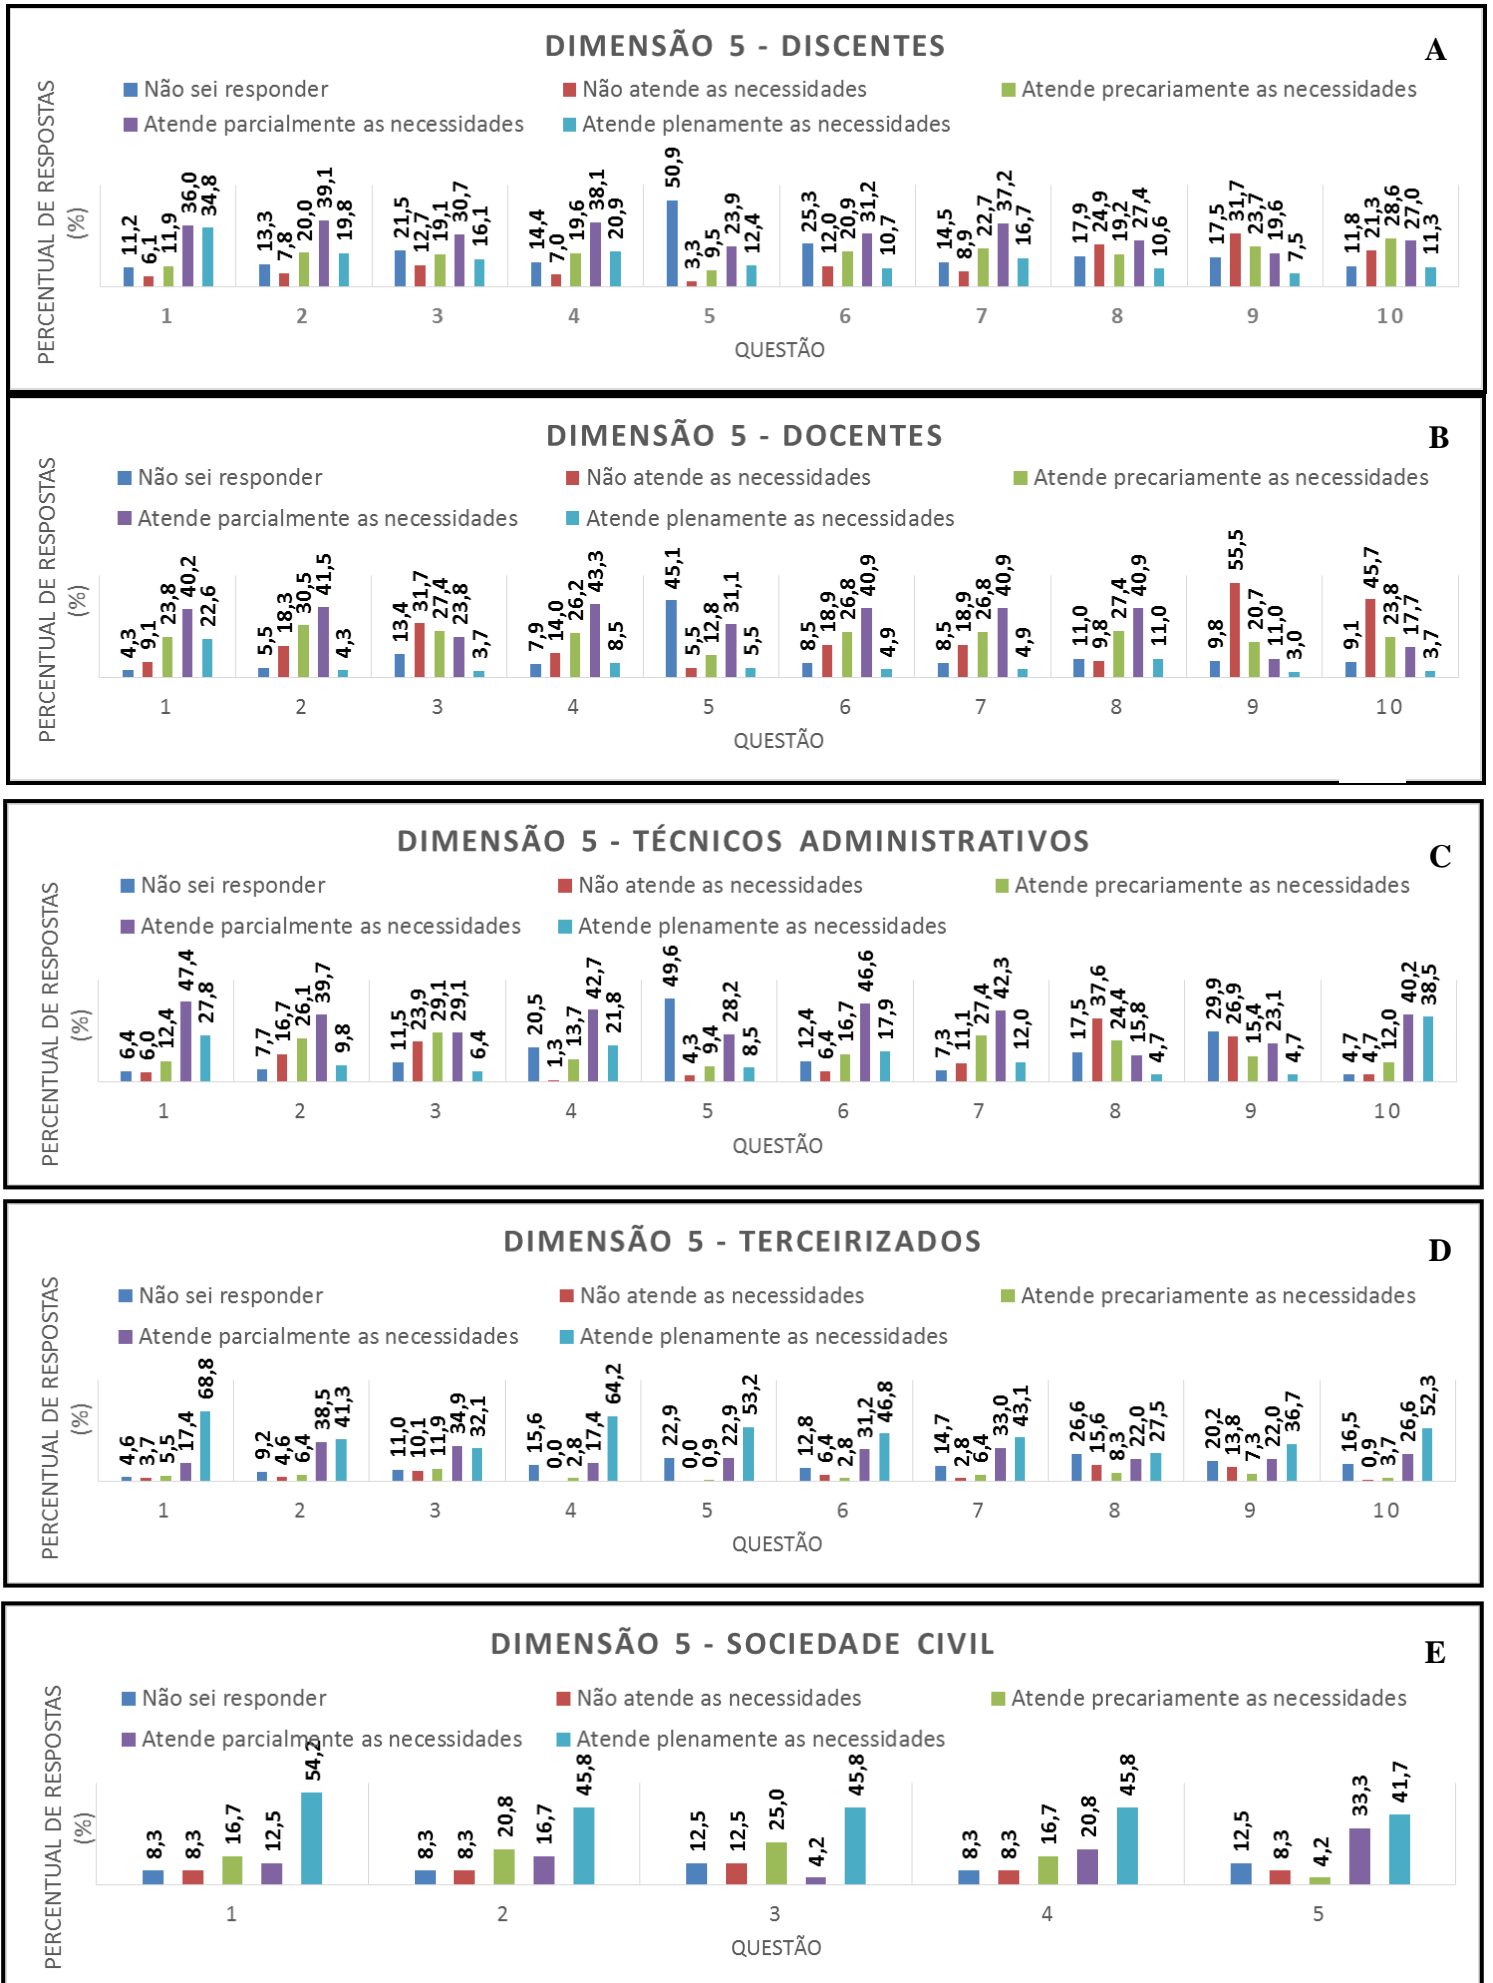 DIMENSÃO 5 - DISCENTES
A
Não sei responder
Não atende as necessidades
Atende precariamente as necessidades
Atende parcialmente as necessidades
Atende plenamente as necessidades
PERCENTUAL DE RESPOSTAS
(%)
11,2 6,1 11,9 36,0 34,8
13,3 7,8 20,0 39,1 19,8
21,5 12,7 19,1 30,7 16,1
14,4 7,0 19,6 38,1 20,9
50,9 3,3 9,5 23,9 12,4
25,3 12,0 20,9 31,2 10,7
14,5 8,9 22,7 37,2 16,7
17,9 24,9 19,2 27,4 10,6
17,5 31,7 23,7 19,6 7,5
11,8 21,3 28,6 27,0 11,3
1 2 3 4 5 6 7 8 9 10
QUESTÃO
DIMENSÃO 5 - DOCENTES
B
Não sei responder
Não atende as necessidades
Atende precariamente as necessidades
Atende parcialmente as necessidades
Atende plenamente as necessidades
PERCENTUAL DE RESPOSTAS
(%)
4,3 9,1 23,8 40,2 22,6
5,5 18,3 30,5 41,5 4,3
13,4 31,7 27,4 23,8 3,7
7,9 14,0 26,2 43,3 8,5
45,1 5,5 12,8 31,1 5,5
8,5 18,9 26,8 40,9 4,9
8,5 18,9 26,8 40,9 4,9
11,0 9,8 27,4 40,9 11,0
9,8 55,5 20,7 11,0 3,0
9,1 45,7 23,8 17,7 3,7
1 2 3 4 5 6 7 8 9 10
QUESTÃO
DIMENSÃO 5 - TÉCNICOS ADMINISTRATIVOS
C
Não sei responder
Não atende as necessidades
Atende precariamente as necessidades
Atende parcialmente as necessidades
Atende plenamente as necessidades
PERCENTUAL DE RESPOSTAS
(%)
6,4 6,0 12,4 47,4 27,8
7,7 16,7 26,1 39,7 9,8
11,5 23,9 29,1 29,1 6,4
20,5 1,3 13,7 42,7 21,8
49,6 4,3 9,4 28,2 8,5
12,4 6,4 16,7 46,6 17,9
7,3 11,1 27,4 42,3 12,0
17,5 37,6 24,4 15,8 4,7
29,9 26,9 15,4 23,1 4,7
4,7 4,7 12,0 40,2 38,5
1 2 3 4 5 6 7 8 9 10
QUESTÃO
DIMENSÃO 5 - TERCEIRIZADOS
D
Não sei responder
Não atende as necessidades
Atende precariamente as necessidades
Atende parcialmente as necessidades
Atende plenamente as necessidades
PERCENTUAL DE RESPOSTAS
(%)
4,6 3,7 5,5 17,4 68,8
9,2 4,6 6,4 38,5 41,3
11,0 10,1 11,9 34,9 32,1
15,6 0,0 2,8 17,4 64,2
22,9 0,0 0,9 22,9 53,2
12,8 6,4 2,8 31,2 46,8
14,7 2,8 6,4 33,0 43,1
26,6 15,6 8,3 22,0 27,5
20,2 13,8 7,3 22,0 36,7
16,5 0,9 3,7 26,6 52,3
1 2 3 4 5 6 7 8 9 10
QUESTÃO
DIMENSÃO 5 - SOCIEDADE CIVIL
E
Não sei responder
Não atende as necessidades
Atende precariamente as necessidades
Atende parcialmente as necessidades
Atende plenamente as necessidades
PERCENTUAL DE RESPOSTAS
(%)
8,3 8,3 16,7 12,5 54,2
8,3 8,3 20,8 16,7 45,8
12,5 12,5 25,0 4,2 45,8
8,3 8,3 16,7 20,8 45,8
12,5 8,3 4,2 33,3 41,7
1 2 3 4 5
QUESTÃO